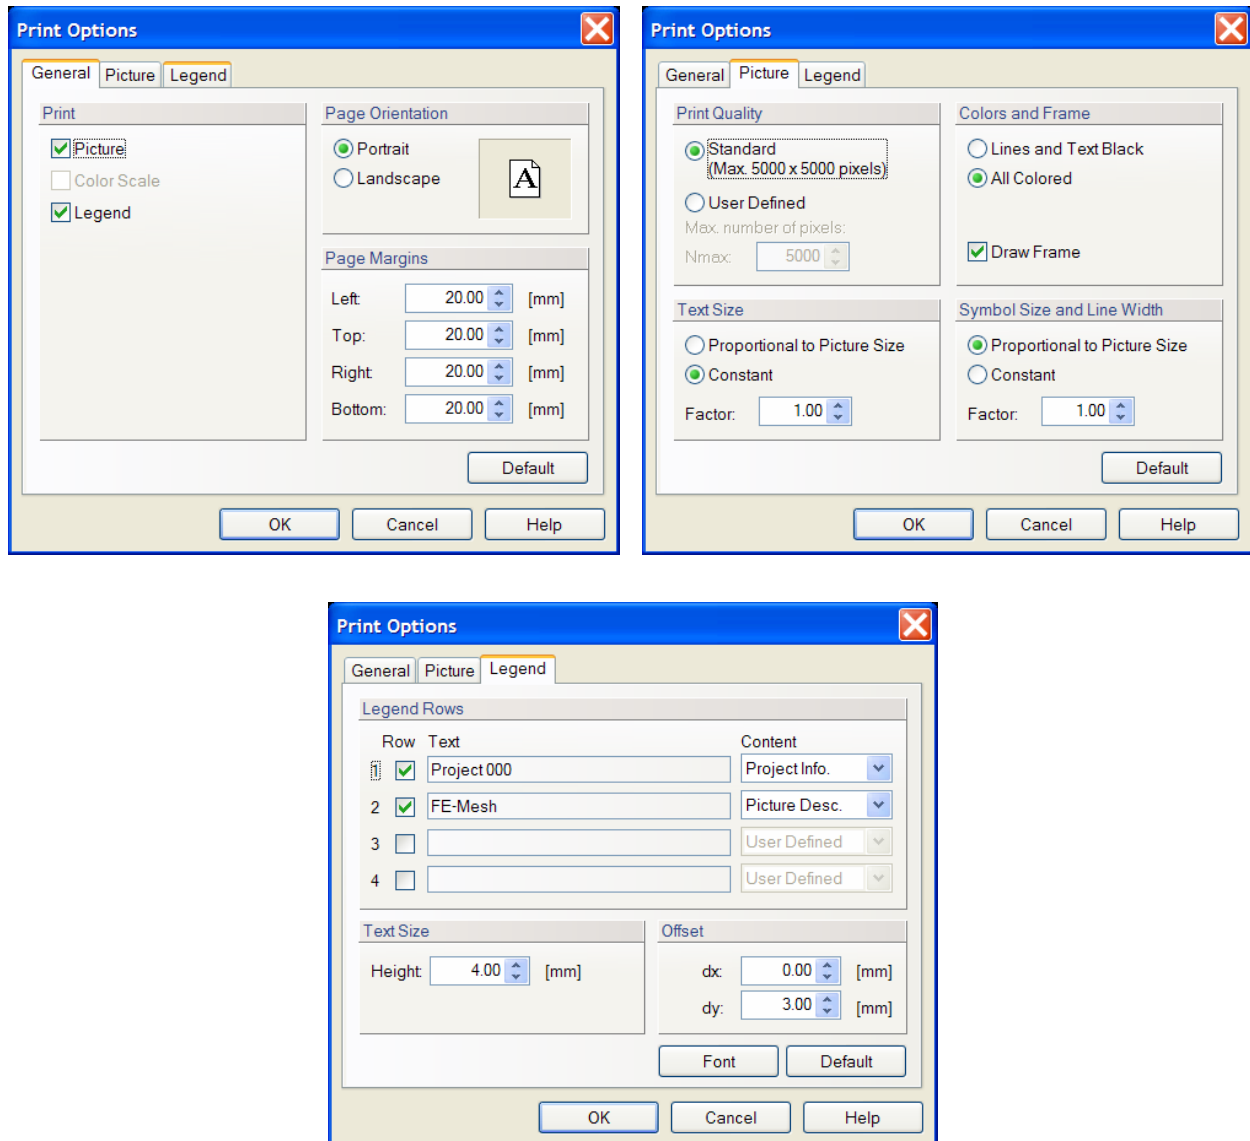 Print Options
General Picture Legend
Print
Picture
Color Scale
Legend
Page Orientation
Portrait
Landscape
A
Page Margins
Left: 20.00 [mm]
Top: 20.00 [mm]
Right: 20.00 [mm]
Bottom: 20.00 [mm]
Default
OK Cancel Help
Print Options
General Picture Legend
Print Quality
Standard
(Max. 5000 x 5000 pixels)
User Defined
Max. number of pixels:
Nmax: 5000
Colors and Frame
Lines and Text Black
All Colored
Draw Frame
Text Size
Proportional to Picture Size
Constant
Factor: 1.00
Symbol Size and Line Width
Proportional to Picture Size
Constant
Factor: 1.00
Default
OK Cancel Help
Print Options
General Picture Legend
Legend Rows
Row Text Content
1 Project 000 Project Info.
2 FE-Mesh Picture Desc.
3 User Defined
4 User Defined
Text Size
Height: 4.00 [mm]
Offset
dx: 0.00 [mm]
dy: 3.00 [mm]
Font Default
OK Cancel Help